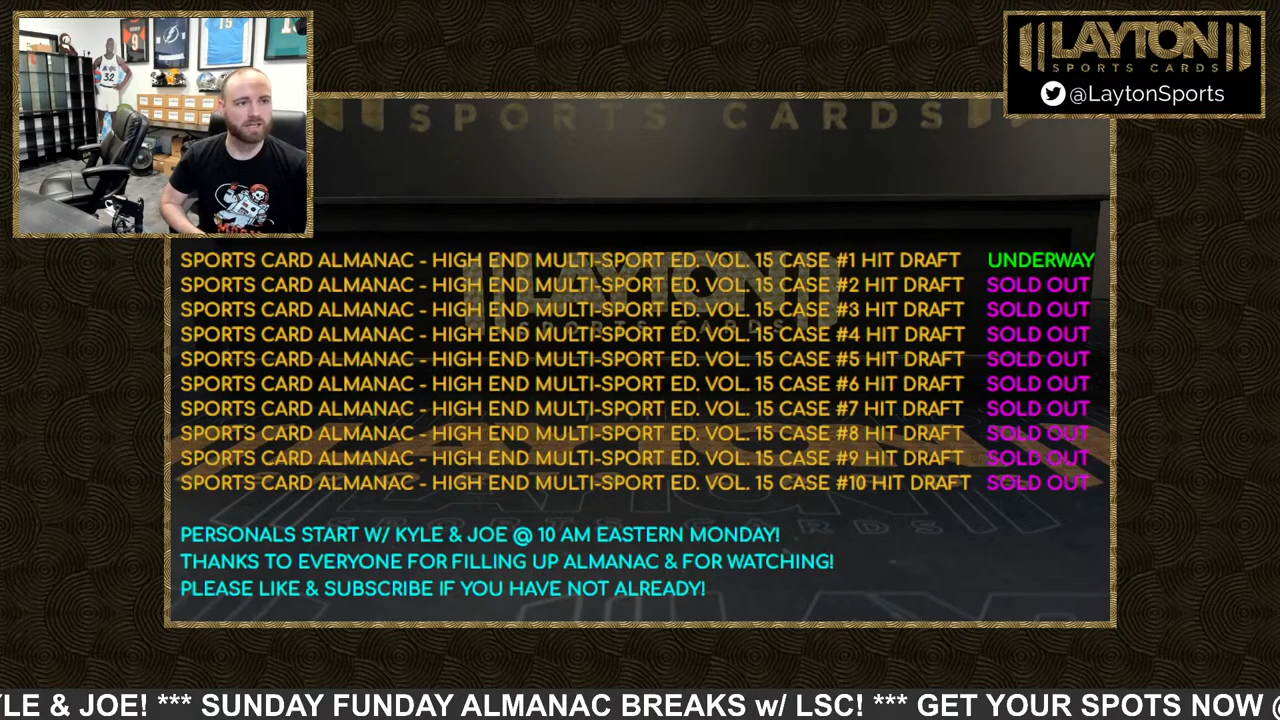 LAYTON
SPORTS CARDS
@LaytonSports
SPORTS CARDS
15
9
32
SPORTS CARD ALMANAC - HIGH END MULTI-SPORT ED. VOL. 15 CASE #1 HIT DRAFT UNDERWAY
SPORTS CARD ALMANAC - HIGH END MULTI-SPORT ED. VOL. 15 CASE #2 HIT DRAFT SOLD OUT
SPORTS CARD ALMANAC - HIGH END MULTI-SPORT ED. VOL. 15 CASE #3 HIT DRAFT SOLD OUT
SPORTS CARD ALMANAC - HIGH END MULTI-SPORT ED. VOL. 15 CASE #4 HIT DRAFT SOLD OUT
SPORTS CARD ALMANAC - HIGH END MULTI-SPORT ED. VOL. 15 CASE #5 HIT DRAFT SOLD OUT
SPORTS CARD ALMANAC - HIGH END MULTI-SPORT ED. VOL. 15 CASE #6 HIT DRAFT SOLD OUT
SPORTS CARD ALMANAC - HIGH END MULTI-SPORT ED. VOL. 15 CASE #7 HIT DRAFT SOLD OUT
SPORTS CARD ALMANAC - HIGH END MULTI-SPORT ED. VOL. 15 CASE #8 HIT DRAFT SOLD OUT
SPORTS CARD ALMANAC - HIGH END MULTI-SPORT ED. VOL. 15 CASE #9 HIT DRAFT SOLD OUT
SPORTS CARD ALMANAC - HIGH END MULTI-SPORT ED. VOL. 15 CASE #10 HIT DRAFT SOLD OUT
PERSONALS START W/ KYLE & JOE @ 10 AM EASTERN MONDAY!
THANKS TO EVERYONE FOR FILLING UP ALMANAC & FOR WATCHING!
PLEASE LIKE & SUBSCRIBE IF YOU HAVE NOT ALREADY!
YLE & JOE! *** SUNDAY FUNDAY ALMANAC BREAKS w/ LSC! *** GET YOUR SPOTS NOW @